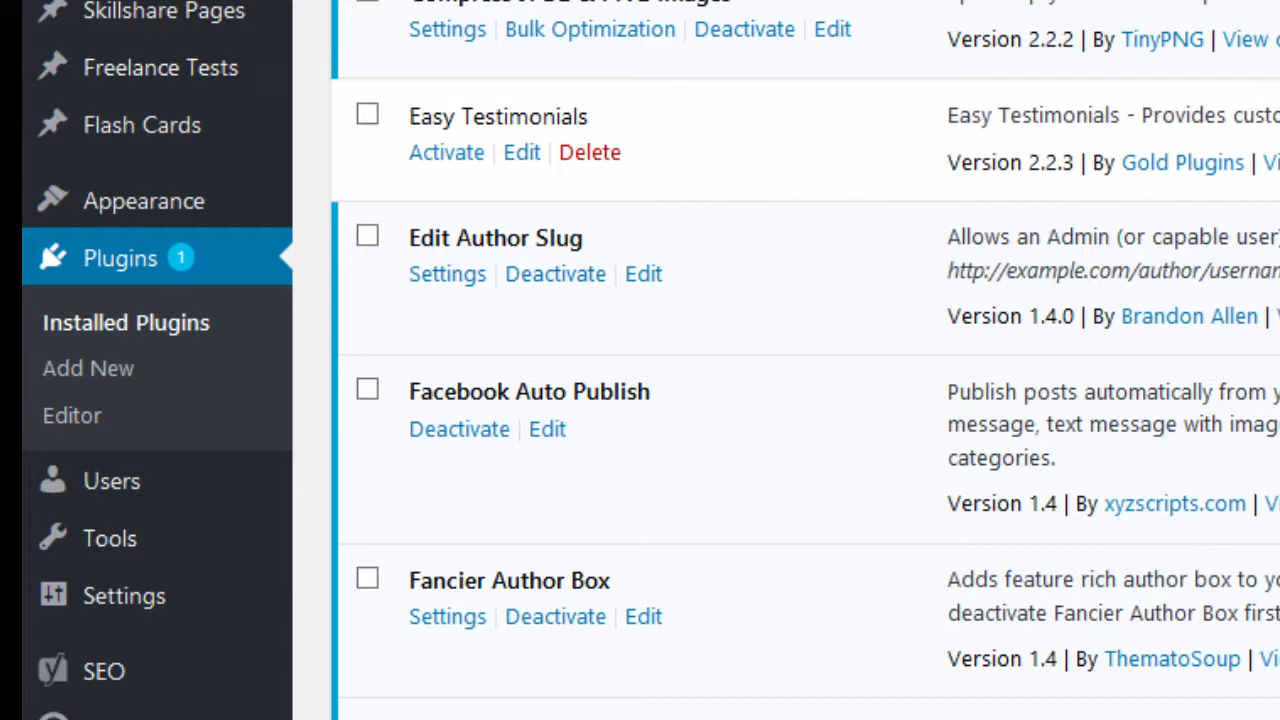 Skillshare Pages
Freelance Tests
Flash Cards
Appearance
Plugins 1
Installed Plugins
Add New
Editor
Users
Tools
Settings
SEO
Settings | Bulk Optimization | Deactivate | Edit
Version 2.2.2 | By TinyPNG | View
Easy Testimonials
Activate | Edit | Delete
Easy Testimonials - Provides custo
Version 2.2.3 | By Gold Plugins | Vi
Edit Author Slug
Settings | Deactivate | Edit
Allows an Admin (or capable user)
http://example.com/author/usernam
Version 1.4.0 | By Brandon Allen |
Facebook Auto Publish
Deactivate | Edit
Publish posts automatically from y
message, text message with imag
categories.
Version 1.4 | By xyzscripts.com | Vi
Fancier Author Box
Settings | Deactivate | Edit
Adds feature rich author box to yo
deactivate Fancier Author Box first
Version 1.4 | By ThematoSoup | Vi